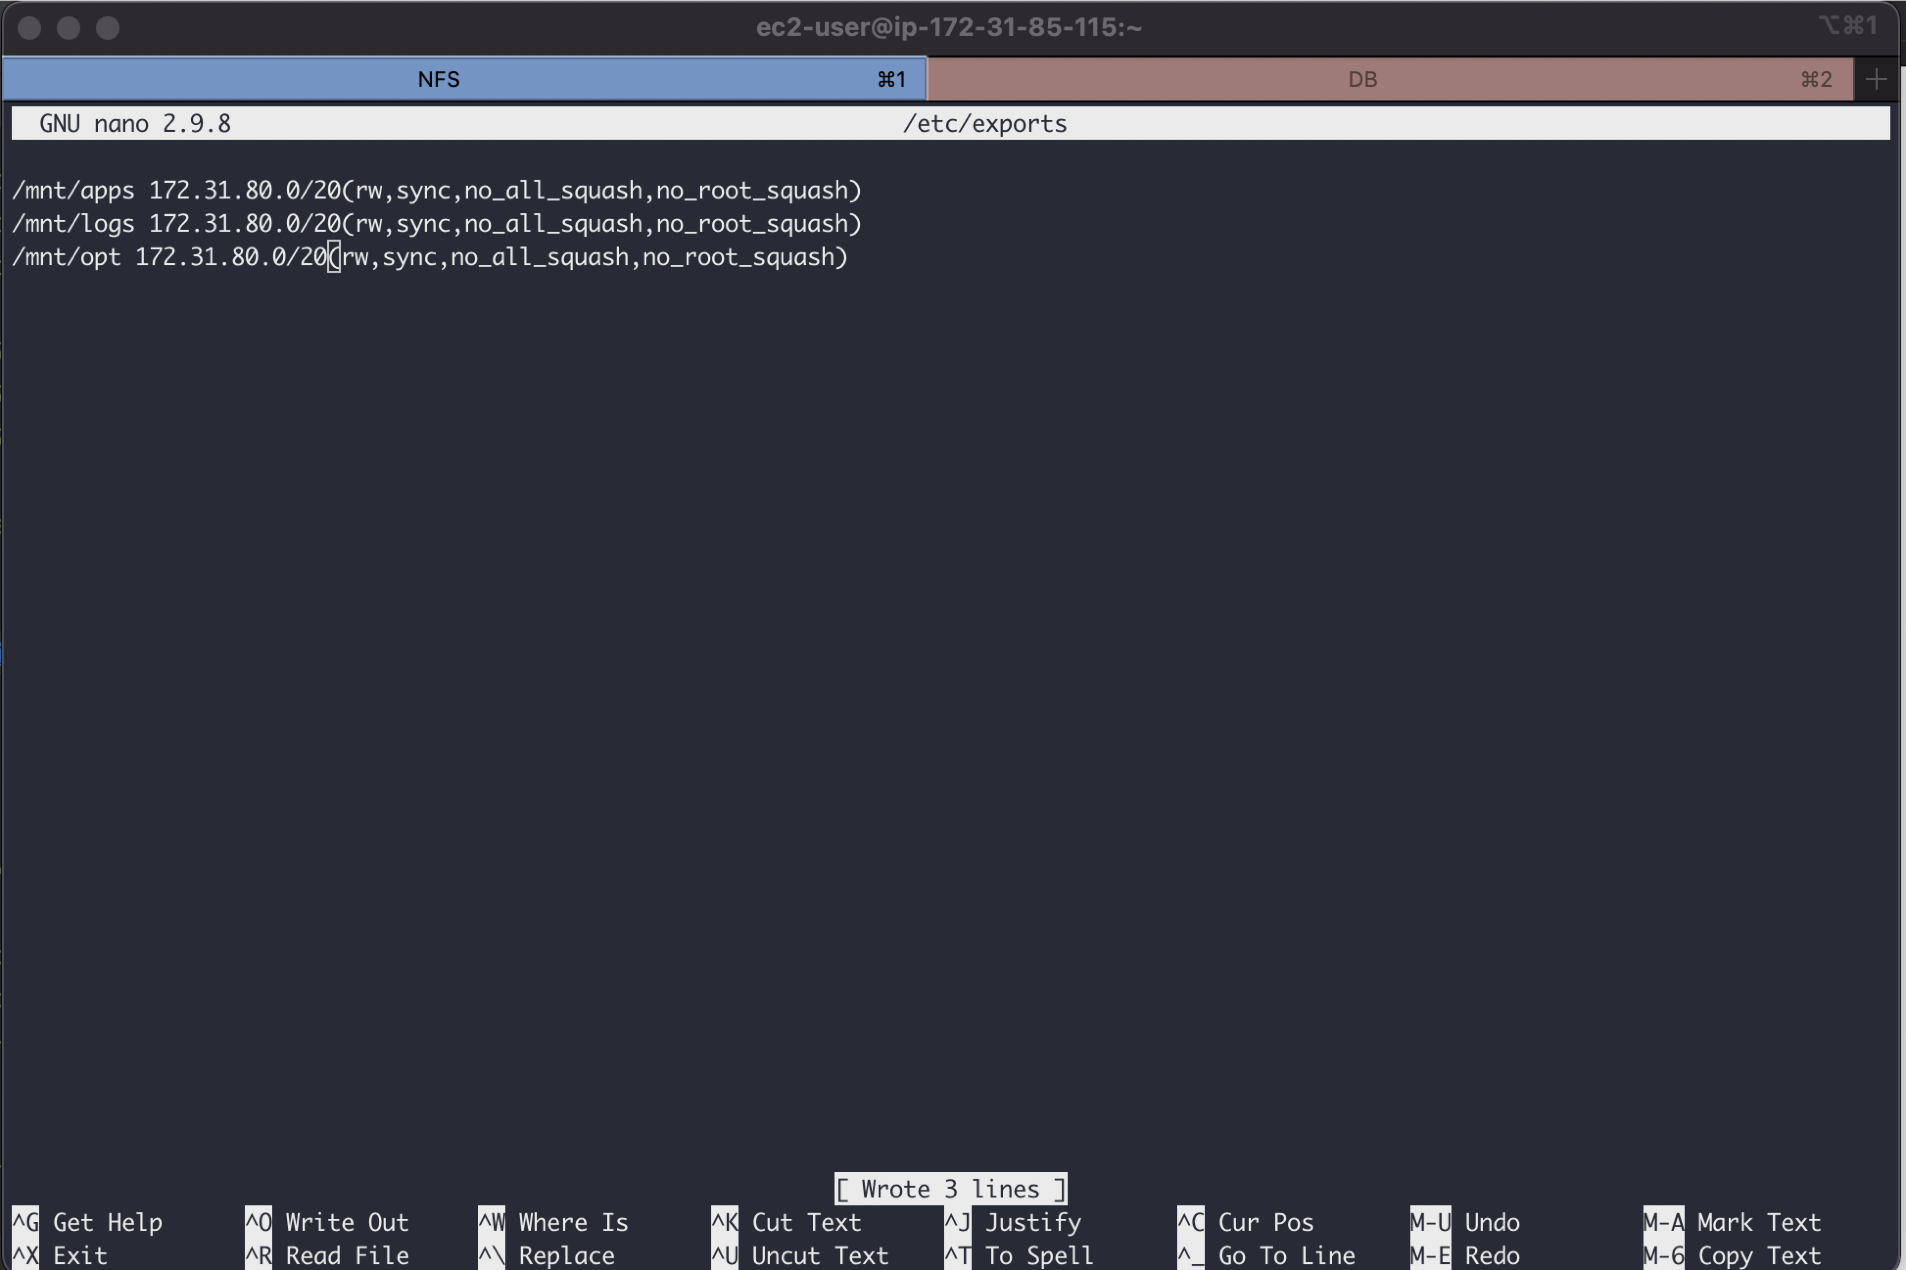 ec2-user@ip-172-31-85-115:~ ⌥⌘1
NFS ⌘1 DB ⌘2 +
GNU nano 2.9.8 /etc/exports
/mnt/apps 172.31.80.0/20(rw,sync,no_all_squash,no_root_squash)
/mnt/logs 172.31.80.0/20(rw,sync,no_all_squash,no_root_squash)
/mnt/opt 172.31.80.0/20(rw,sync,no_all_squash,no_root_squash)
[ Wrote 3 lines ]
^G Get Help ^O Write Out ^W Where Is ^K Cut Text ^J Justify ^C Cur Pos M-U Undo M-A Mark Text
^X Exit ^R Read File ^\ Replace ^U Uncut Text ^T To Spell ^_ Go To Line M-E Redo M-6 Copy Text